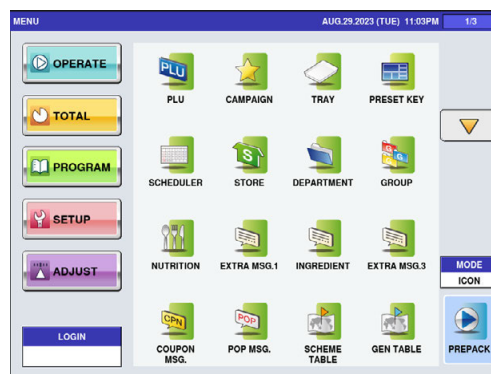 MENU AUG.29.2023 (TUE) 11:03PM 1/3
OPERATE
TOTAL
PROGRAM
SETUP
ADJUST
LOGIN
PLU
PLU CAMPAIGN TRAY PRESET KEY
S
G
G
SCHEDULER STORE DEPARTMENT GROUP
NUTRITION EXTRA MSG.1 INGREDIENT EXTRA MSG.3
CPN POP
COUPON MSG. POP MSG. SCHEME TABLE GEN TABLE
MODE
ICON
PREPACK